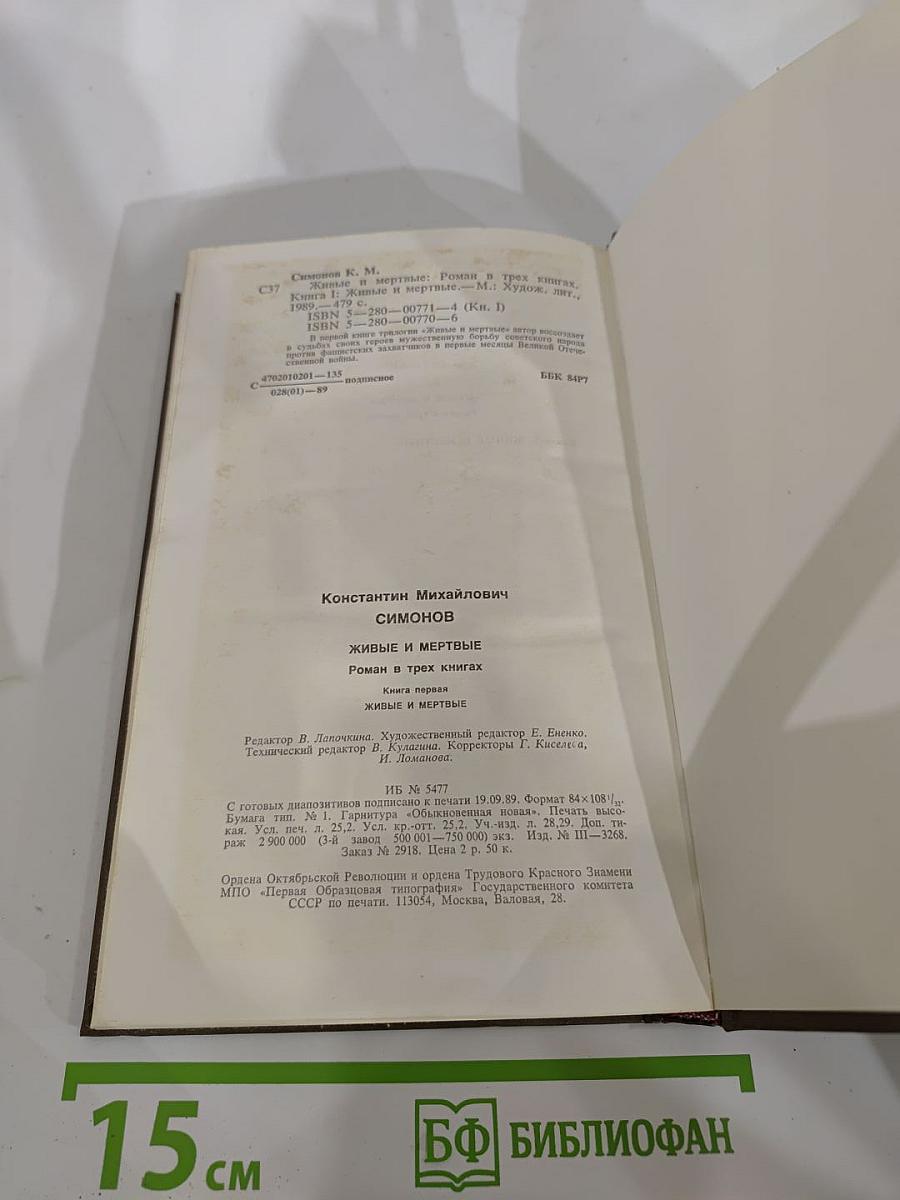 Симонов К. М.
С37 Живые и мертвые: Роман в трех книгах.
Книга I: Живые и мертвые.— М.: Худож. лит.,
1989.— 479 с.
ISBN 5—280—00771—4 (Кн. I)
ISBN 5—280—00770—6
В первой книге трилогии «Живые и мертвые» автор воссоздает
в судьбах своих героев мужественную борьбу советского народа
против фашистских захватчиков в первые месяцы Великой Отече-
ственной войны.
С 4702010201—135 подписное ББК 84Р7
028(01)—89
Константин Михайлович
СИМОНОВ
ЖИВЫЕ И МЕРТВЫЕ
Роман в трех книгах
Книга первая
ЖИВЫЕ И МЕРТВЫЕ
Редактор В. Лапочкина. Художественный редактор Е. Ененко.
Технический редактор В. Кулагина. Корректоры Г. Киселева,
И. Ломанова.
ИБ № 5477
С готовых диапозитивов подписано к печати 19.09.89. Формат 84×108 1/32.
Бумага тип. № 1. Гарнитура «Обыкновенная новая». Печать высо-
кая. Усл. печ. л. 25,2. Усл. кр.-отт. 25,2. Уч.-изд. л. 28,29. Доп. ти-
раж 2 900 000 (3-й завод 500 001—750 000) экз. Изд. № III—3268.
Заказ № 2918. Цена 2 р. 50 к.
Ордена Октябрьской Революции и ордена Трудового Красного Знамени
МПО «Первая Образцовая типография» Государственного комитета
СССР по печати. 113054, Москва, Валовая, 28.
15 см
БФ БИБЛИОФАН